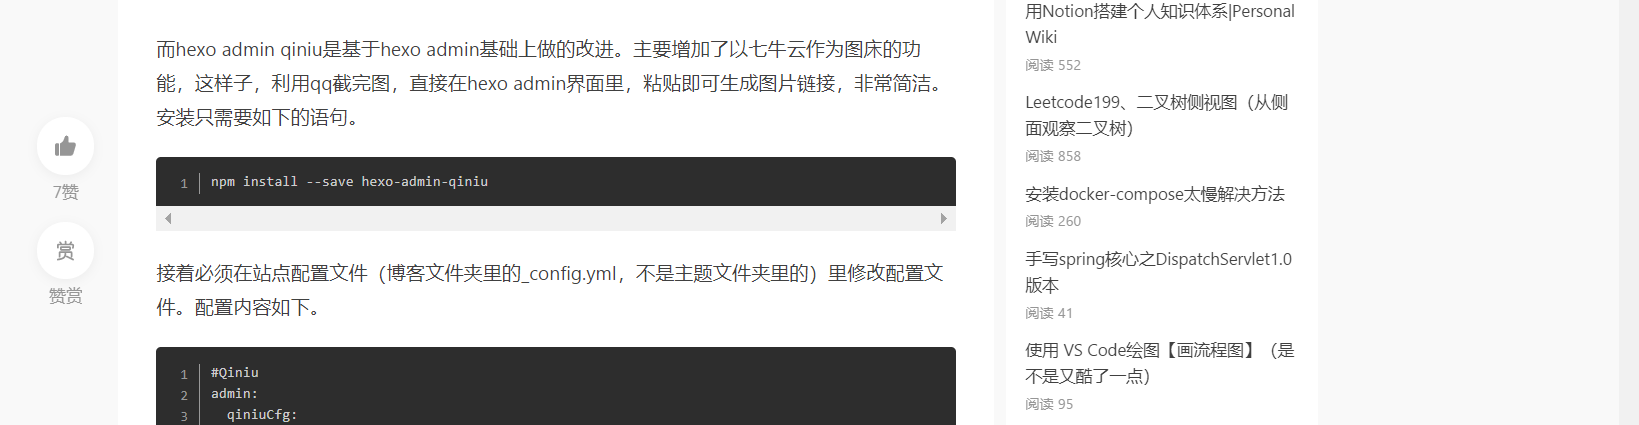 而hexo admin qiniu是基于hexo admin基础上做的改进。主要增加了以七牛云作为图床的功
能，这样子，利用qq截完图，直接在hexo admin界面里，粘贴即可生成图片链接，非常简洁。
安装只需要如下的语句。
1 npm install --save hexo-admin-qiniu
接着必须在站点配置文件（博客文件夹里的_config.yml，不是主题文件夹里的）里修改配置文
件。配置内容如下。
1 #Qiniu
2 admin:
3 qiniuCfg:
7赞
赏
赞赏
用Notion搭建个人知识体系|Personal
Wiki
阅读 552
Leetcode199、二叉树侧视图（从侧
面观察二叉树）
阅读 858
安装docker-compose太慢解决方法
阅读 260
手写spring核心之DispatchServlet1.0
版本
阅读 41
使用 VS Code绘图【画流程图】（是
不是又酷了一点）
阅读 95